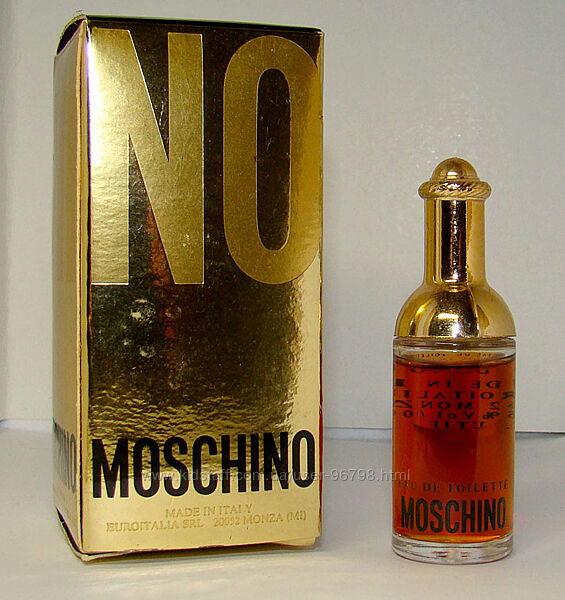 NO
MOSCHINO
MADE IN ITALY
EUROITALIA SRL 20052 MONZA (MI)
EAU DE TOILETTE
MOSCHINO